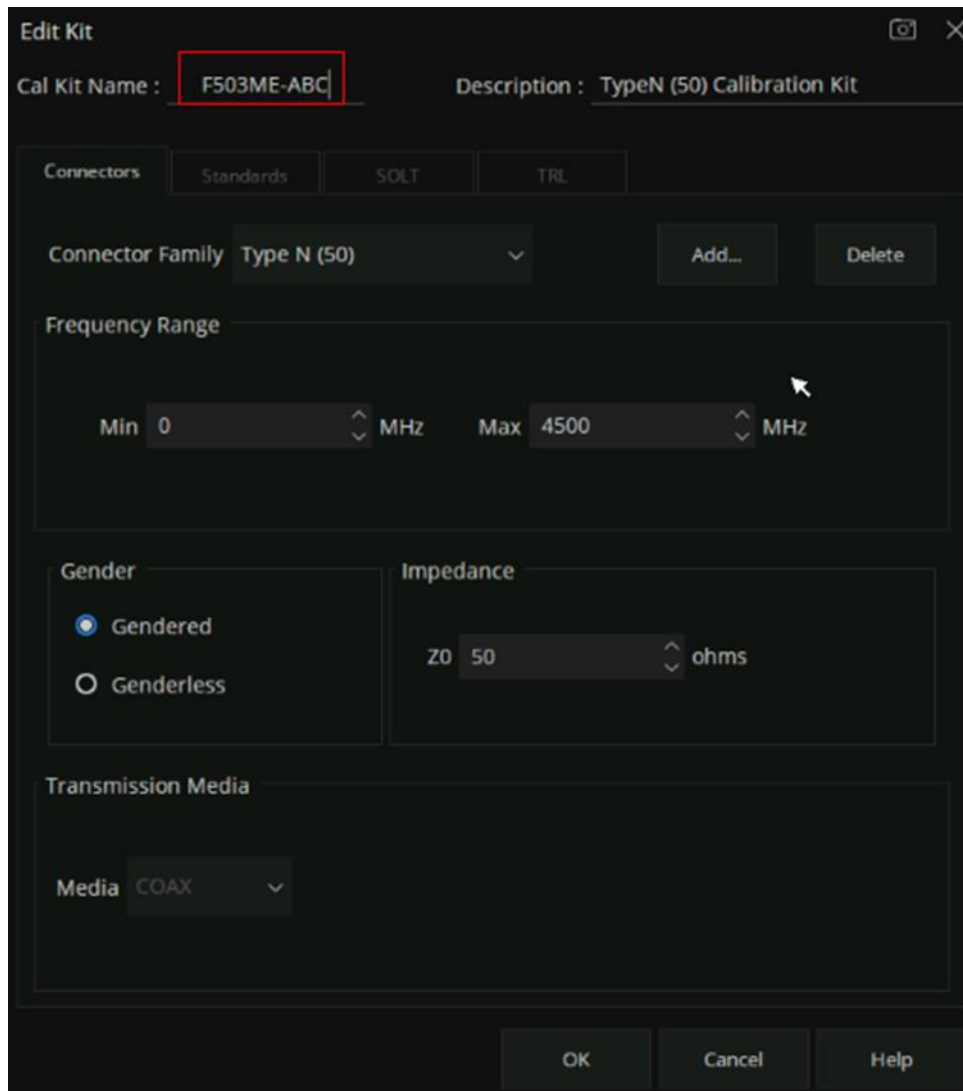 Edit Kit
Cal Kit Name : F503ME-ABC Description : TypeN (50) Calibration Kit
Connectors Standards SOLT TRL
Connector Family Type N (50) Add... Delete
Frequency Range
Min 0 MHz Max 4500 MHz
Gender Impedance
Gendered
Z0 50 ohms
Genderless
Transmission Media
Media COAX
OK Cancel Help